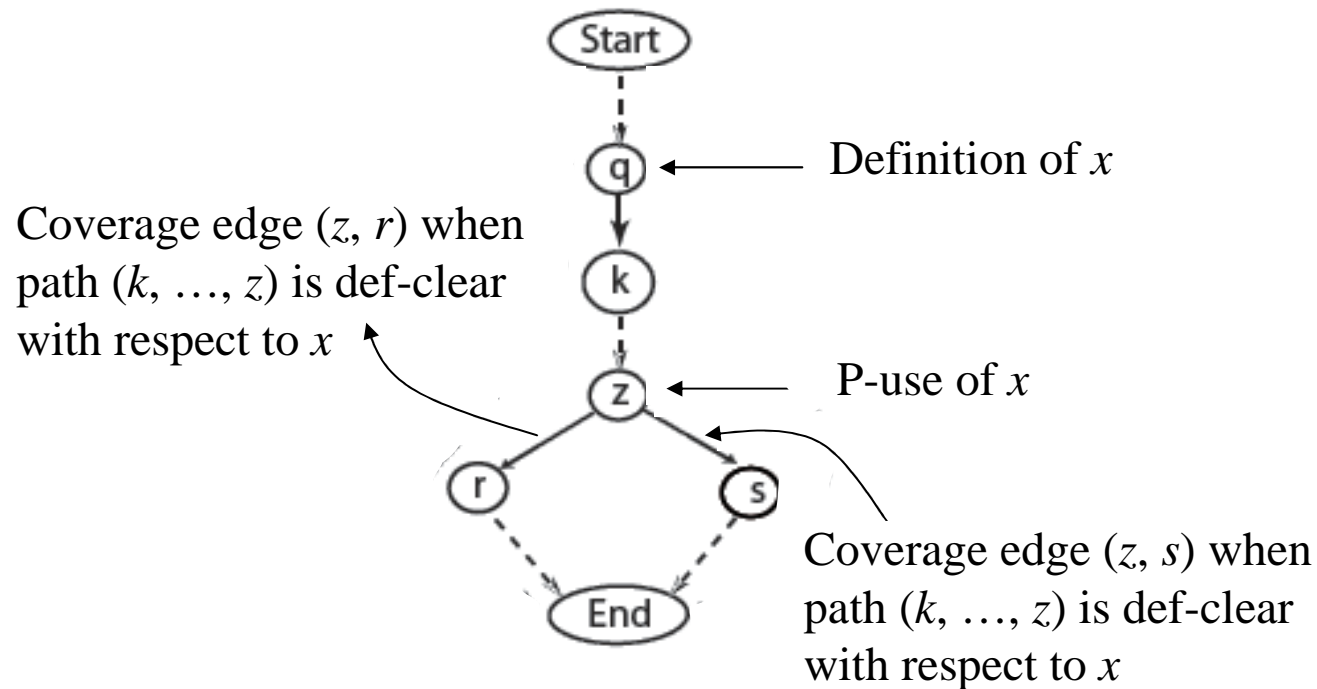 Start
q
Definition of x
Coverage edge (z, r) when
path (k, …, z) is def-clear
with respect to x
k
z
P-use of x
r
s
Coverage edge (z, s) when
path (k, …, z) is def-clear
with respect to x
End